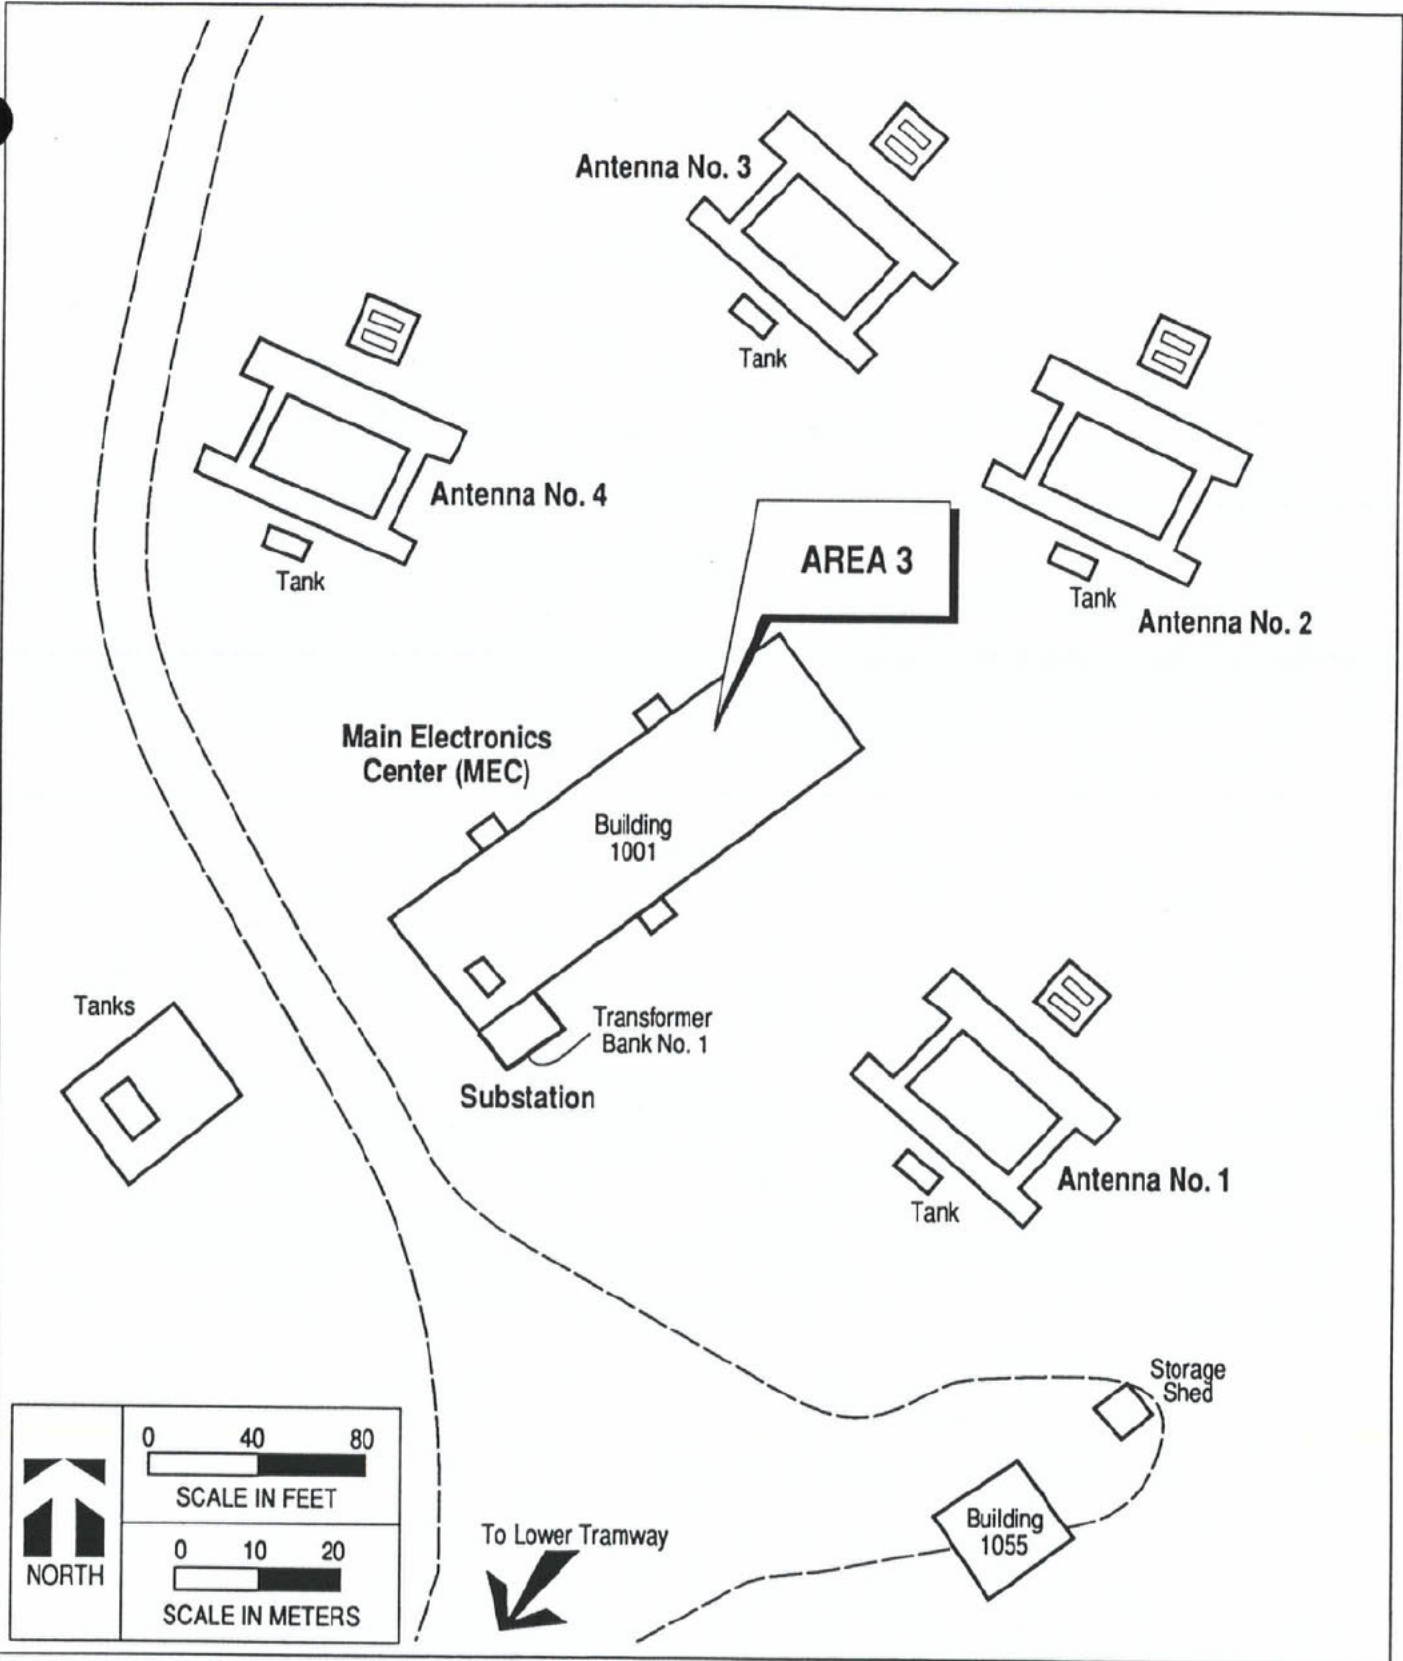 Antenna No. 3
Tank
Antenna No. 4
Tank
AREA 3
Tank
Antenna No. 2
Main Electronics
Center (MEC)
Building
1001
Tanks
Transformer
Bank No. 1
Substation
Antenna No. 1
Tank
Storage
Shed
0 40 80
SCALE IN FEET
0 10 20
SCALE IN METERS
NORTH
To Lower Tramway
Building
1055